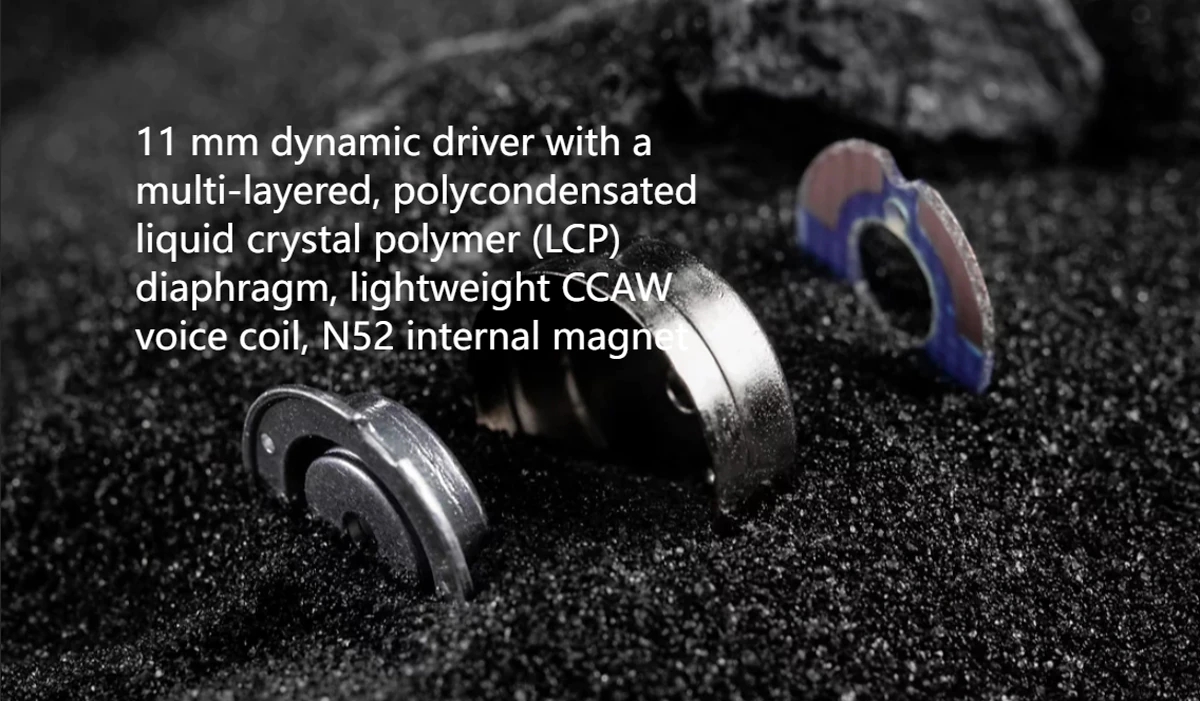 11 mm dynamic driver with a
multi-layered, polycondensated
liquid crystal polymer (LCP)
diaphragm, lightweight CCAW
voice coil, N52 internal magnet